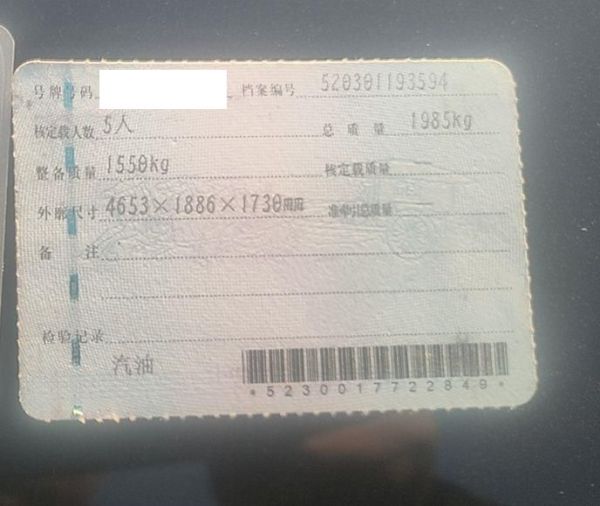 号牌号码 档案编号 520301193594
核定载人数 5人 总质量 1985kg
整备质量 1550kg 核定载质量
外廓尺寸 4653×1886×1730mm 准牵引总质量
备注
检验记录
汽油
*5230017722849*